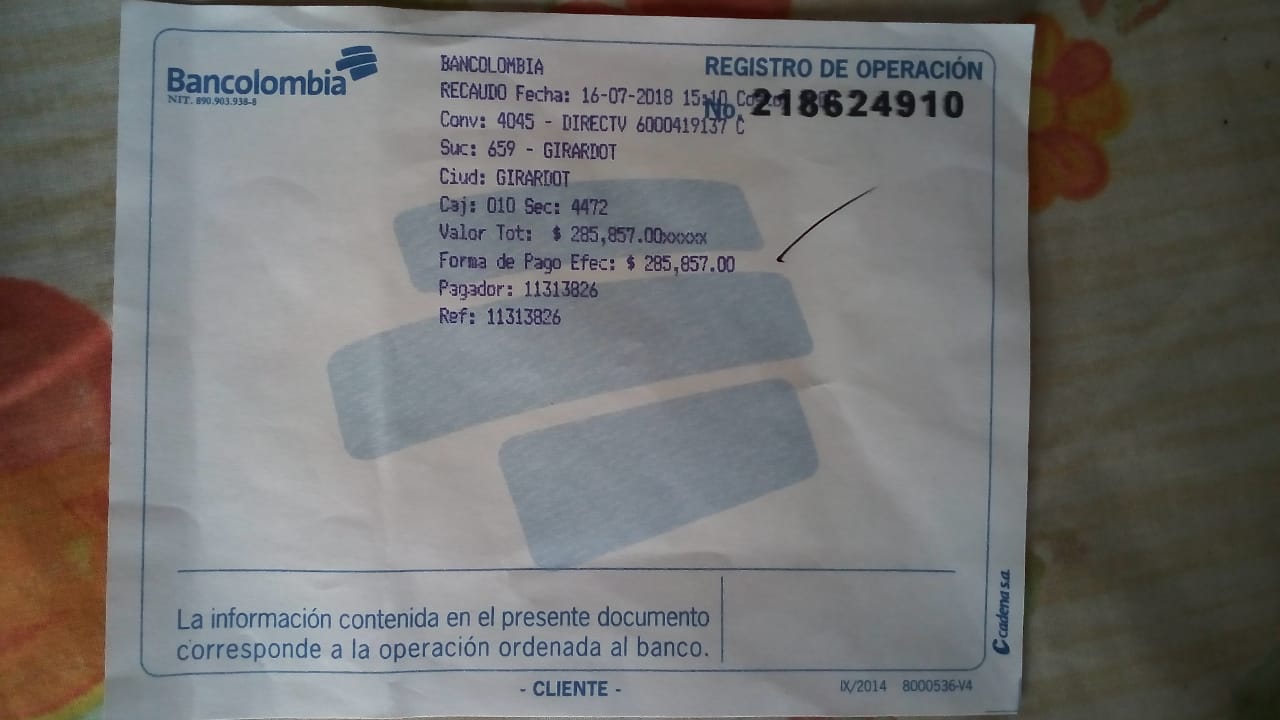 Bancolombia
NIT. 890.903.938-8
REGISTRO DE OPERACIÓN
No. 218624910
BANCOLOMBIA
RECAUDO Fecha: 16-07-2018 15:10
Conv: 4045 - DIRECTV 6000419137 C
Suc: 659 - GIRARDOT
Ciud: GIRARDOT
Caj: 010 Sec: 4472
Valor Tot: $ 285,857.00xxxxx
Forma de Pago Efec: $ 285,857.00
Pagador: 11313826
Ref: 11313826
La información contenida en el presente documento
corresponde a la operación ordenada al banco.
- CLIENTE -
IX/2014 8000536-V4
cadena s.a.